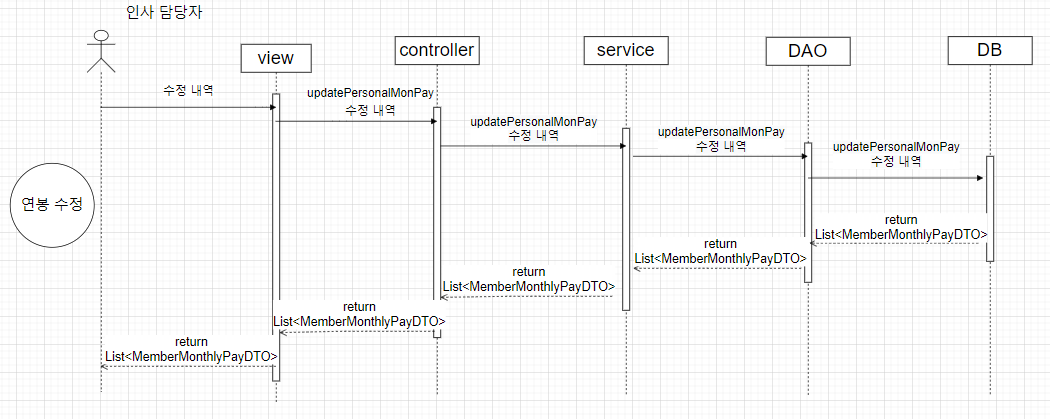 인사 담당자
view
controller
service
DAO
DB
수정 내역
updatePersonalMonPay
수정 내역
updatePersonalMonPay
수정 내역
updatePersonalMonPay
수정 내역
updatePersonalMonPay
수정 내역
연봉 수정
return
List<MemberMonthlyPayDTO>
return
List<MemberMonthlyPayDTO>
return
List<MemberMonthlyPayDTO>
return
List<MemberMonthlyPayDTO>
return
List<MemberMonthlyPayDTO>